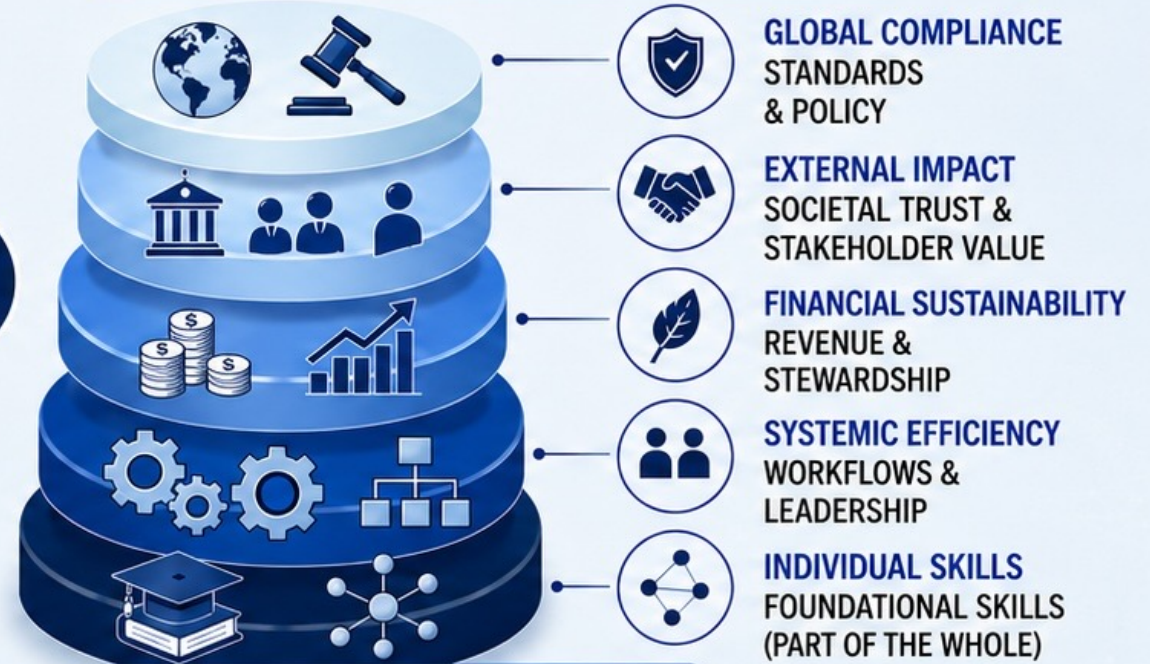 GLOBAL COMPLIANCE
STANDARDS
& POLICY
EXTERNAL IMPACT
SOCIETAL TRUST &
STAKEHOLDER VALUE
$
$
$
FINANCIAL SUSTAINABILITY
REVENUE &
STEWARDSHIP
SYSTEMIC EFFICIENCY
WORKFLOWS &
LEADERSHIP
INDIVIDUAL SKILLS
FOUNDATIONAL SKILLS
(PART OF THE WHOLE)